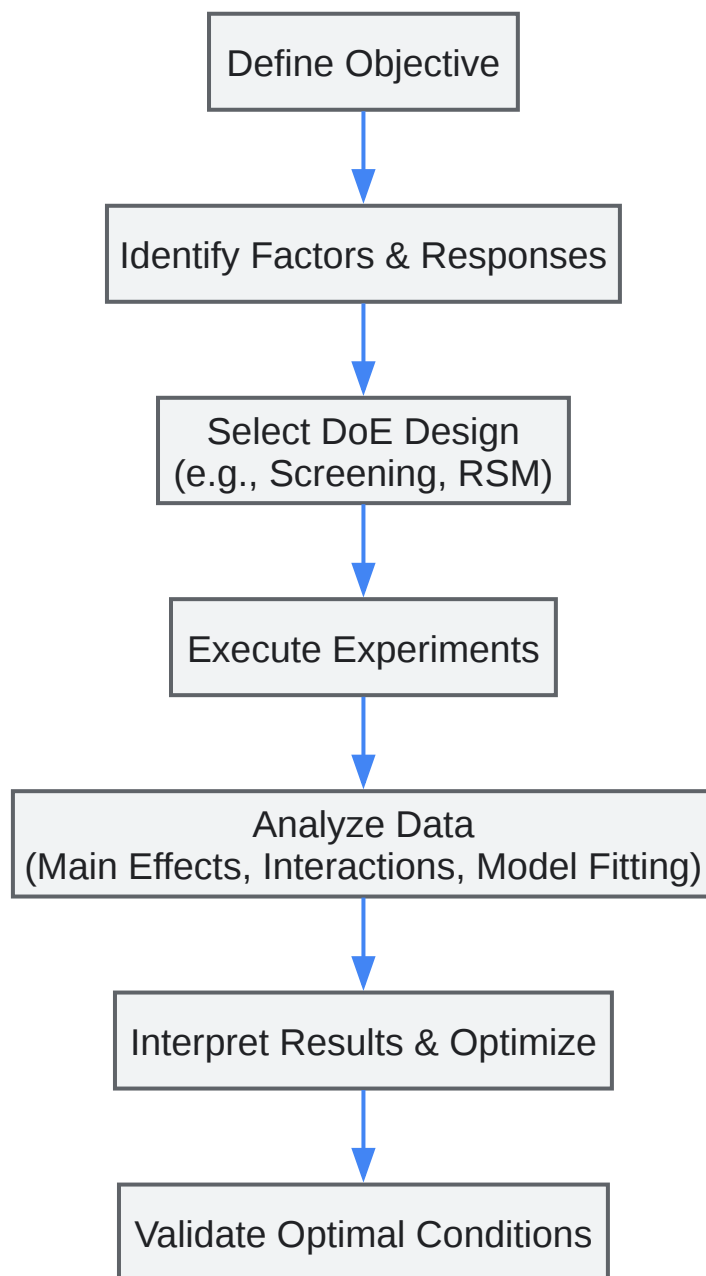 Define Objective
Identify Factors & Responses
Select DoE Design
(e.g., Screening, RSM)
Execute Experiments
Analyze Data
(Main Effects, Interactions, Model Fitting)
Interpret Results & Optimize
Validate Optimal Conditions